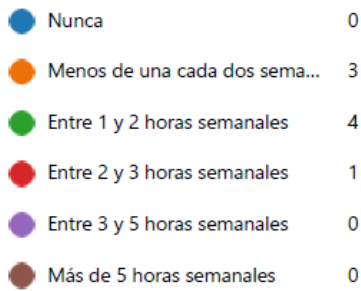 Nunca 0
Menos de una cada dos sema... 3
Entre 1 y 2 horas semanales 4
Entre 2 y 3 horas semanales 1
Entre 3 y 5 horas semanales 0
Más de 5 horas semanales 0